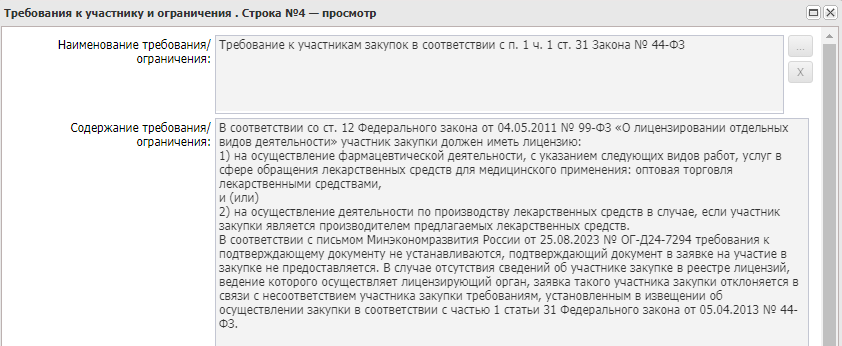 Требования к участнику и ограничения . Строка №4 — просмотр
Наименование требования/
ограничения:
Требование к участникам закупок в соответствии с п. 1 ч. 1 ст. 31 Закона № 44-ФЗ
...
X
Содержание требования/
ограничения:
В соответствии со ст. 12 Федерального закона от 04.05.2011 № 99-ФЗ «О лицензировании отдельных
видов деятельности» участник закупки должен иметь лицензию:
1) на осуществление фармацевтической деятельности, с указанием следующих видов работ, услуг в
сфере обращения лекарственных средств для медицинского применения: оптовая торговля
лекарственными средствами,
и (или)
2) на осуществление деятельности по производству лекарственных средств в случае, если участник
закупки является производителем предлагаемых лекарственных средств.
В соответствии с письмом Минэкономразвития России от 25.08.2023 № ОГ-Д24-7294 требования к
подтверждающему документу не устанавливаются, подтверждающий документ в заявке на участие в
закупке не предоставляется. В случае отсутствия сведений об участнике закупке в реестре лицензий,
ведение которого осуществляет лицензирующий орган, заявка такого участника закупки отклоняется в
связи с несоответствием участника закупки требованиям, установленным в извещении об
осуществлении закупки в соответствии с частью 1 статьи 31 Федерального закона от 05.04.2013 № 44-
ФЗ.